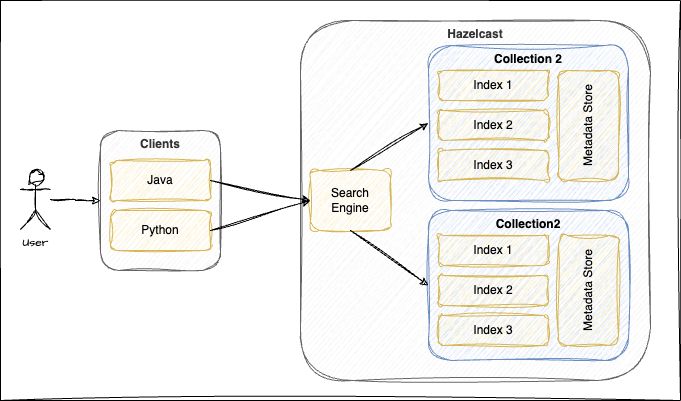 Hazelcast
Collection 2
Index 1
Index 2
Index 3
Metadata Store
Clients
Java
Python
User
Search
Engine
Collection2
Index 1
Index 2
Index 3
Metadata Store